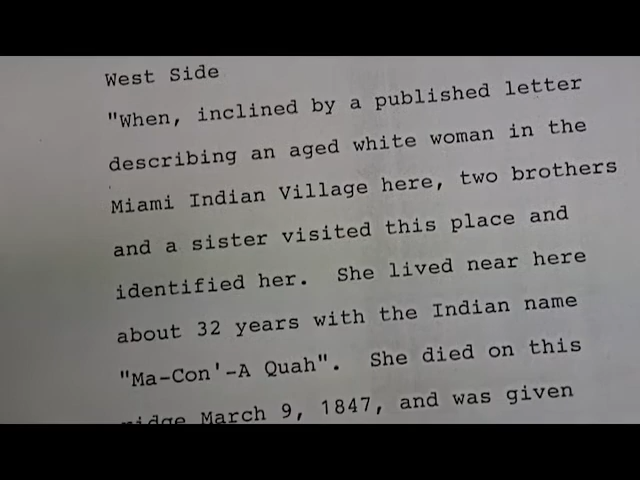 West Side
"When, inclined by a published letter
describing an aged white woman in the
Miami Indian Village here, two brothers
and a sister visited this place and
identified her. She lived near here
about 32 years with the Indian name
"Ma-Con'-A Quah". She died on this
ridge March 9, 1847, and was given